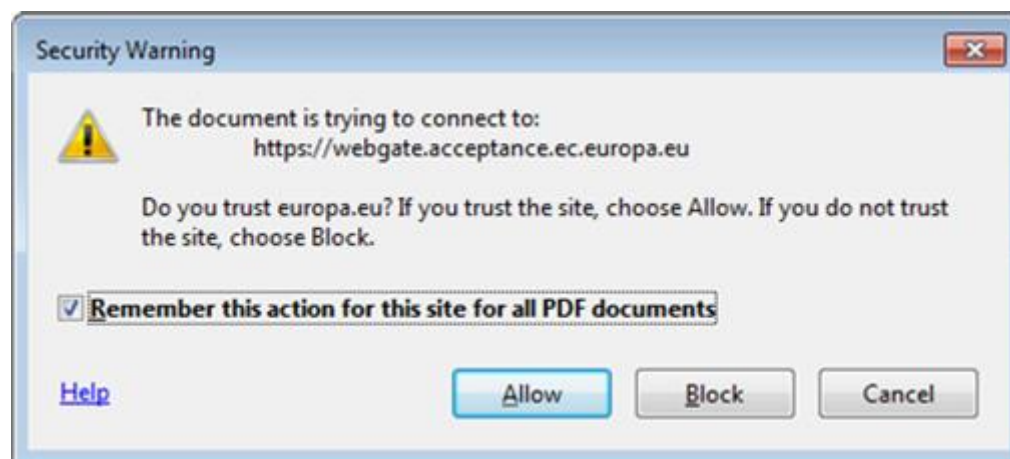 Security Warning
The document is trying to connect to:
https://webgate.acceptance.ec.europa.eu
Do you trust europa.eu? If you trust the site, choose Allow. If you do not trust
the site, choose Block.
Remember this action for this site for all PDF documents
Help
Allow
Block
Cancel